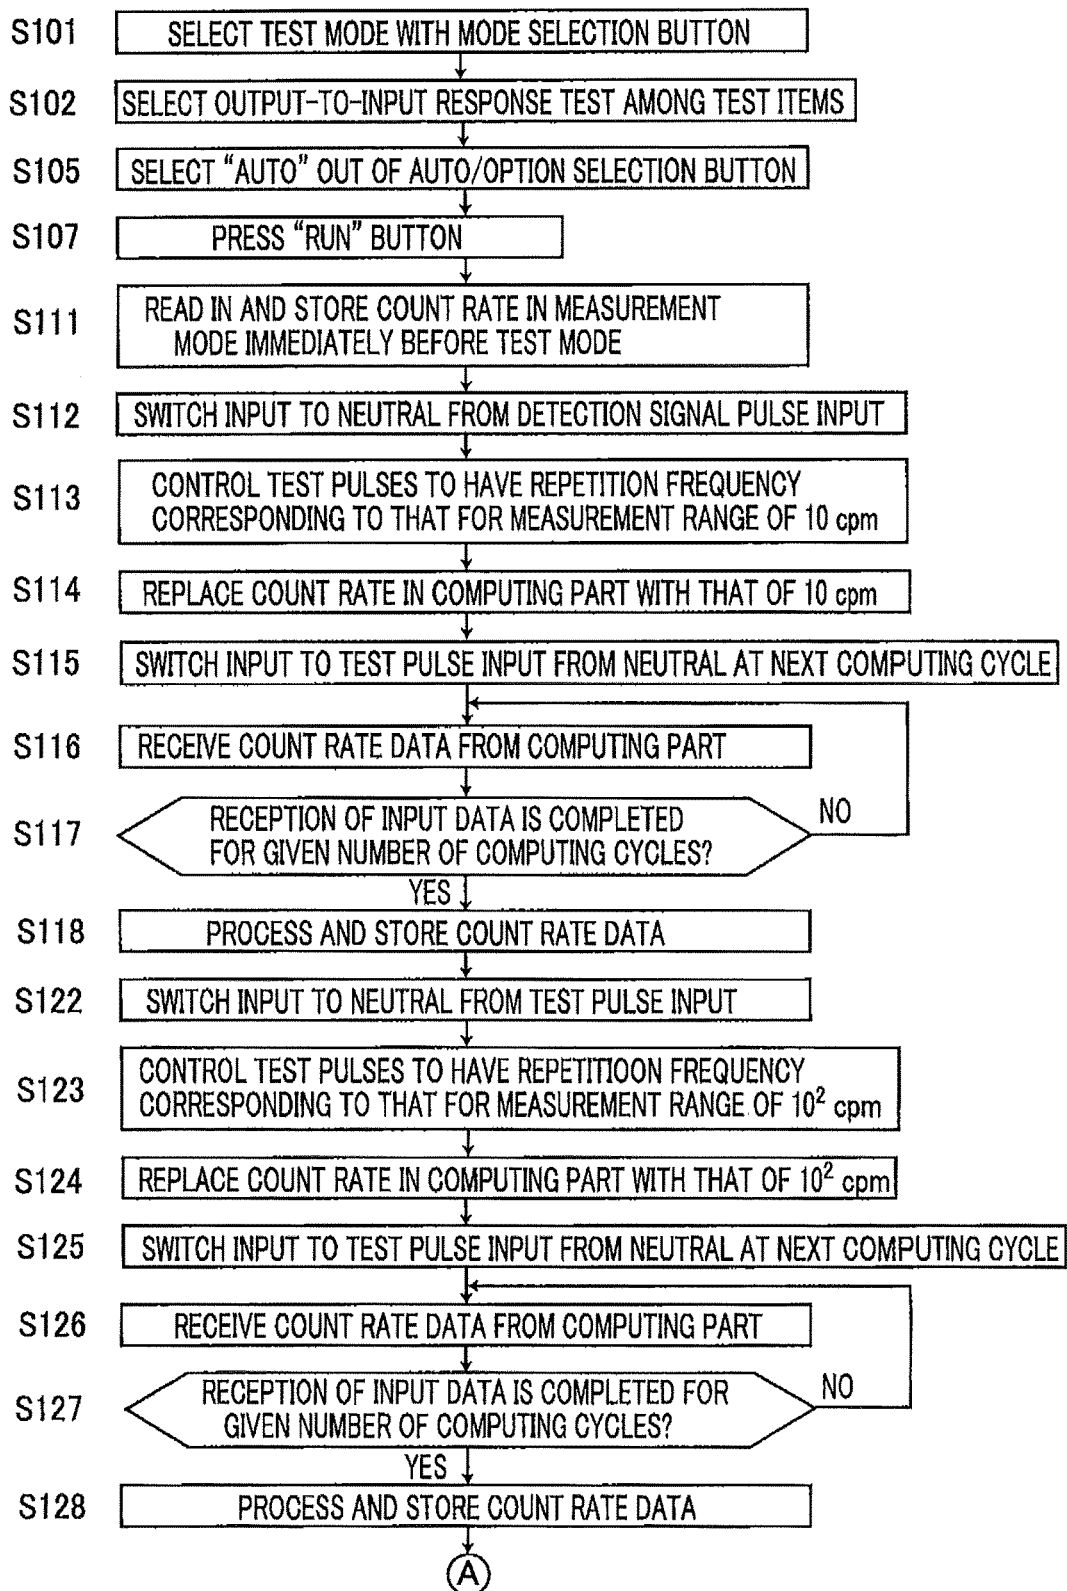 S101 SELECT TEST MODE WITH MODE SELECTION BUTTON
S102 SELECT OUTPUT-TO-INPUT RESPONSE TEST AMONG TEST ITEMS
S105 SELECT “AUTO” OUT OF AUTO/OPTION SELECTION BUTTON
S107 PRESS “RUN” BUTTON
S111 READ IN AND STORE COUNT RATE IN MEASUREMENT
MODE IMMEDIATELY BEFORE TEST MODE
S112 SWITCH INPUT TO NEUTRAL FROM DETECTION SIGNAL PULSE INPUT
S113 CONTROL TEST PULSES TO HAVE REPETITION FREQUENCY
CORRESPONDING TO THAT FOR MEASUREMENT RANGE OF 10 cpm
S114 REPLACE COUNT RATE IN COMPUTING PART WITH THAT OF 10 cpm
S115 SWITCH INPUT TO TEST PULSE INPUT FROM NEUTRAL AT NEXT COMPUTING CYCLE
S116 RECEIVE COUNT RATE DATA FROM COMPUTING PART
S117 RECEPTION OF INPUT DATA IS COMPLETED
FOR GIVEN NUMBER OF COMPUTING CYCLES?
NO
YES
S118 PROCESS AND STORE COUNT RATE DATA
S122 SWITCH INPUT TO NEUTRAL FROM TEST PULSE INPUT
S123 CONTROL TEST PULSES TO HAVE REPETITIOON FREQUENCY
CORRESPONDING TO THAT FOR MEASUREMENT RANGE OF 10² cpm
S124 REPLACE COUNT RATE IN COMPUTING PART WITH THAT OF 10² cpm
S125 SWITCH INPUT TO TEST PULSE INPUT FROM NEUTRAL AT NEXT COMPUTING CYCLE
S126 RECEIVE COUNT RATE DATA FROM COMPUTING PART
S127 RECEPTION OF INPUT DATA IS COMPLETED FOR
GIVEN NUMBER OF COMPUTING CYCLES?
NO
YES
S128 PROCESS AND STORE COUNT RATE DATA
A